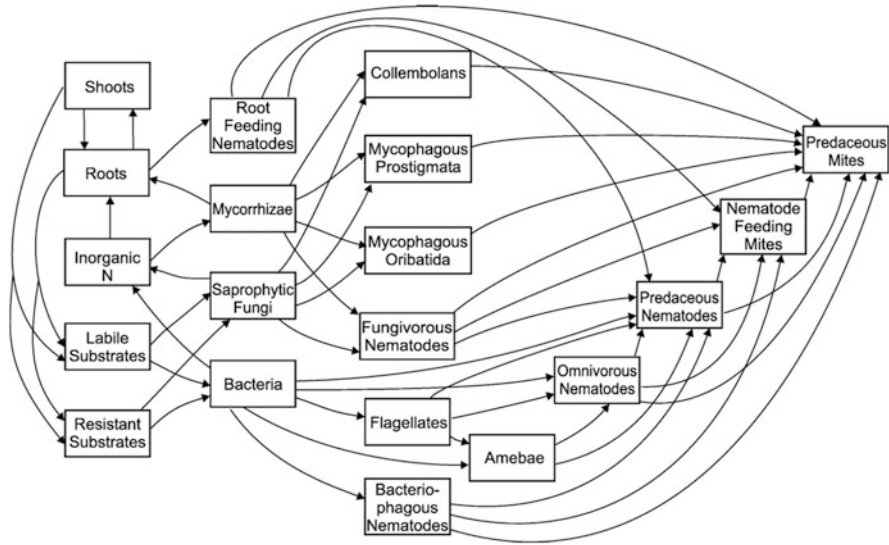 Shoots
Roots
Inorganic
N
Labile
Substrates
Resistant
Substrates
Root
Feeding
Nematodes
Mycorrhizae
Saprophytic
Fungi
Bacteria
Collembolans
Mycophagous
Prostigmata
Mycophagous
Oribatida
Fungivorous
Nematodes
Flagellates
Bacterio-
phagous
Nematodes
Amebae
Omnivorous
Nematodes
Predaceous
Nematodes
Nematode
Feeding
Mites
Predaceous
Mites